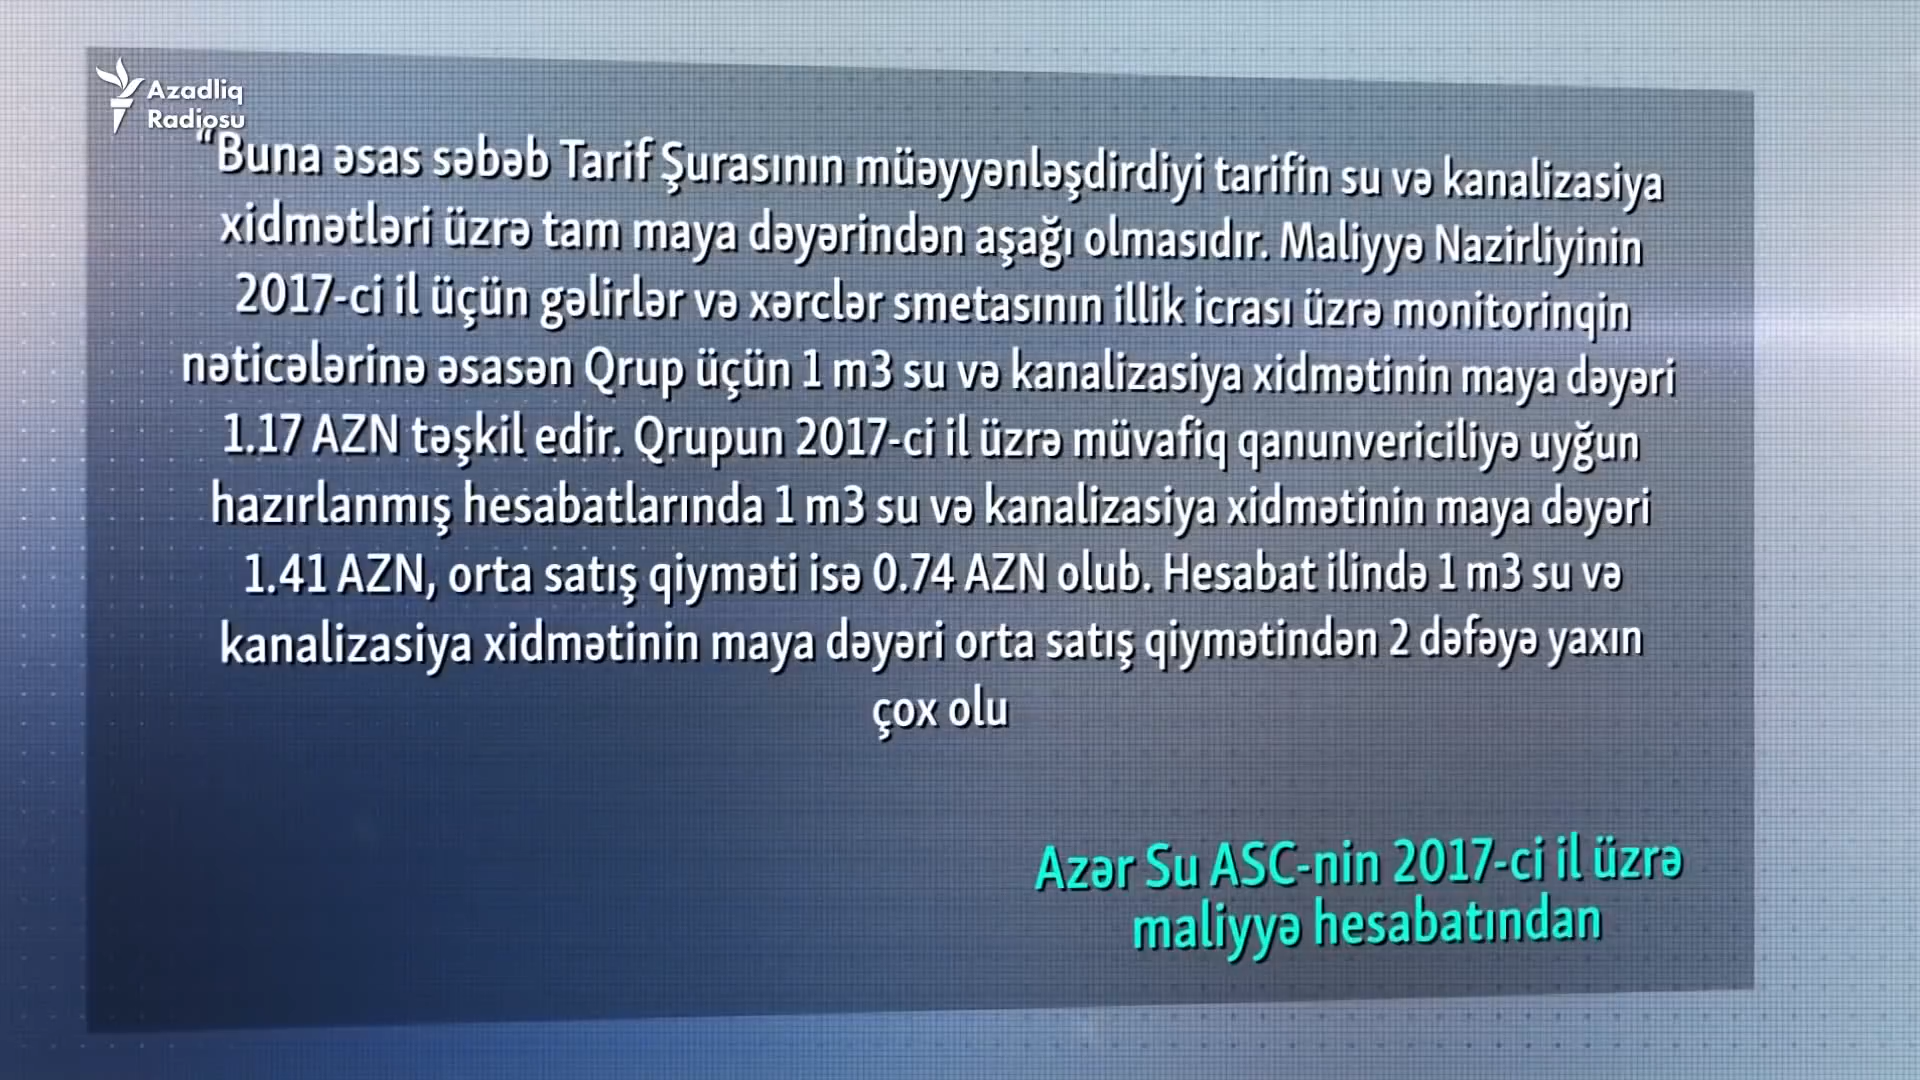 Azadlıq
Radiosu
“Buna əsas səbəb Tarif Şurasının müəyyənləşdirdiyi tarifin su və kanalizasiya
xidmətləri üzrə tam maya dəyərindən aşağı olmasıdır. Maliyyə Nazirliyinin
2017-ci il üçün gəlirlər və xərclər smetasının illik icrası üzrə monitorinqin
nəticələrinə əsasən Qrup üçün 1 m3 su və kanalizasiya xidmətinin maya dəyəri
1.17 AZN təşkil edir. Qrupun 2017-ci il üzrə müvafiq qanunvericiliyə uyğun
hazırlanmış hesabatlarında 1 m3 su və kanalizasiya xidmətinin maya dəyəri
1.41 AZN, orta satış qiyməti isə 0.74 AZN olub. Hesabat ilində 1 m3 su və
kanalizasiya xidmətinin maya dəyəri orta satış qiymətindən 2 dəfəyə yaxın
çox olu
Azər Su ASC-nin 2017-ci il üzrə
maliyyə hesabatından